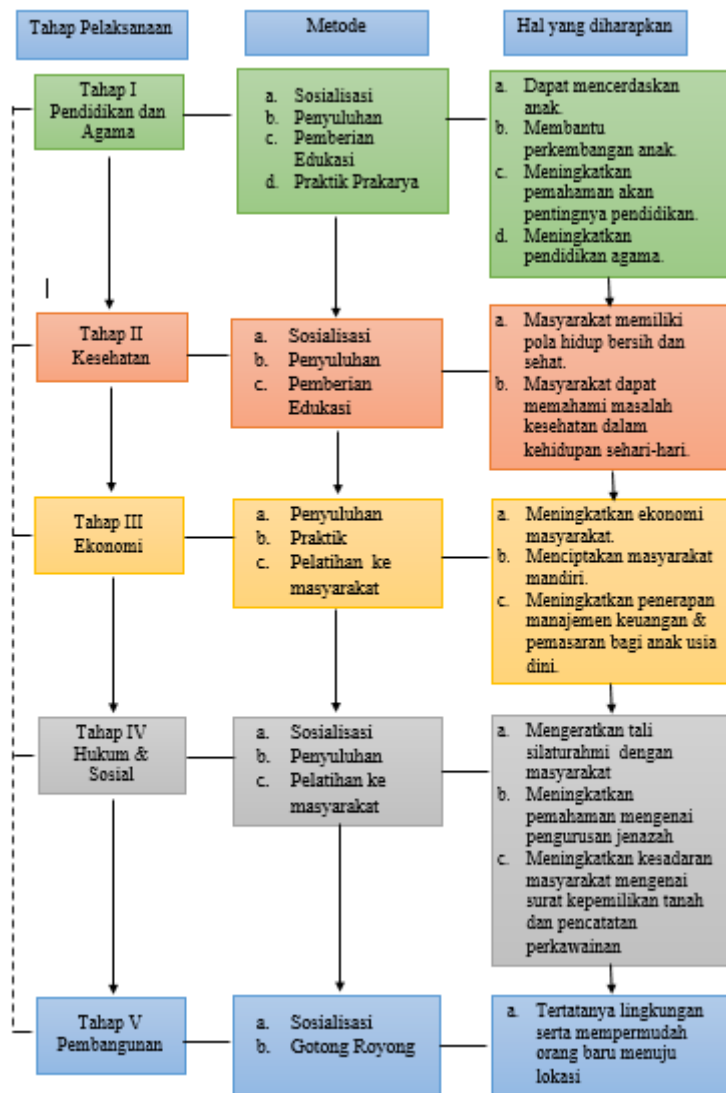 Tahap Pelaksanaan
Metode
Hal yang diharapkan
Tahap I
Pendidikan dan
Agama
a. Sosialisasi
b. Penyuluhan
c. Pemberian
Edukasi
d. Praktik Prakarya
a. Dapat mencerdaskan
anak.
b. Membantu
perkembangan anak.
c. Meningkatkan
pemahaman akan
pentingnya pendidikan.
d. Meningkatkan
pendidikan agama.
Tahap II
Kesehatan
a. Sosialisasi
b. Penyuluhan
c. Pemberian
Edukasi
a. Masyarakat memiliki
pola hidup bersih dan
sehat.
b. Masyarakat dapat
memahami masalah
kesehatan dalam
kehidupan sehari-hari.
Tahap III
Ekonomi
a. Penyuluhan
b. Praktik
c. Pelatihan ke
masyarakat
a. Meningkatkan ekonomi
masyarakat.
b. Menciptakan masyarakat
mandiri.
c. Meningkatkan penerapan
manajemen keuangan &
pemasaran bagi anak usia
dini.
Tahap IV
Hukum &
Sosial
a. Sosialisasi
b. Penyuluhan
c. Pelatihan ke
masyarakat
a. Mengeratkan tali
silaturahmi dengan
masyarakat
b. Meningkatkan
pemahaman mengenai
pengurusan jenazah
c. Meningkatkan kesadaran
masyarakat mengenai
surat kepemilikan tanah
dan pencatatan
perkawainan
Tahap V
Pembangunan
a. Sosialisasi
b. Gotong Royong
a. Tertatanya lingkungan
serta mempermudah
orang baru menuju
lokasi